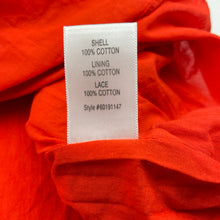 SHELL
100% COTTON
LINING
100% COTTON
LACE
100% COTTON
Style #60191147